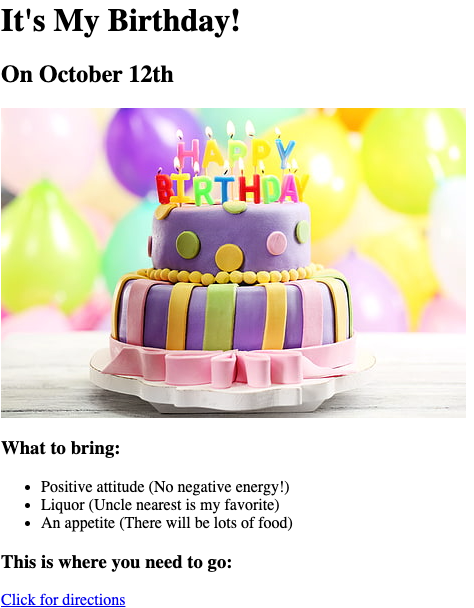 It's My Birthday!
On October 12th
HAPPY
BIRTHDAY
What to bring:
Positive attitude (No negative energy!)
Liquor (Uncle nearest is my favorite)
An appetite (There will be lots of food)
This is where you need to go:
Click for directions